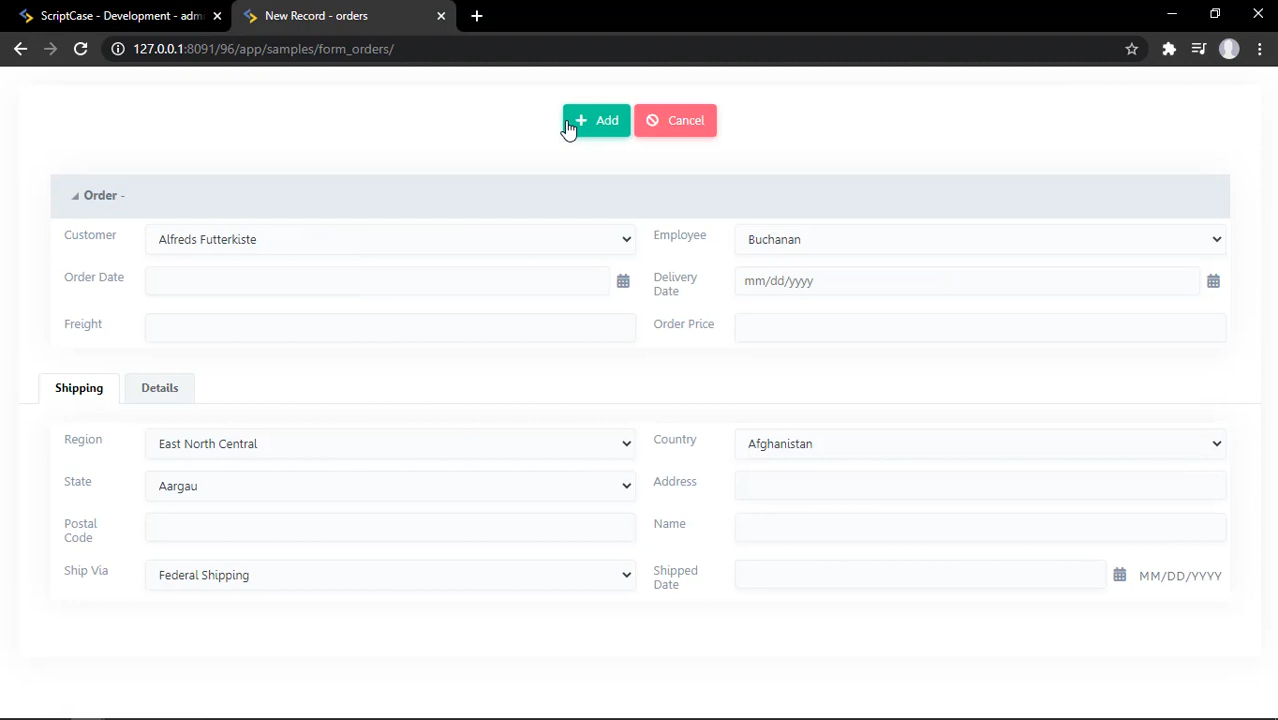 ScriptCase - Development - adm
New Record - orders
127.0.0.1:8091/96/app/samples/form_orders/
Add
Cancel
Order -
Customer
Alfreds Futterkiste
Employee
Buchanan
Order Date
Delivery
Date
mm/dd/yyyy
Freight
Order Price
Shipping
Details
Region
East North Central
Country
Afghanistan
State
Aargau
Address
Postal
Code
Name
Ship Via
Federal Shipping
Shipped
Date
MM/DD/YYYY